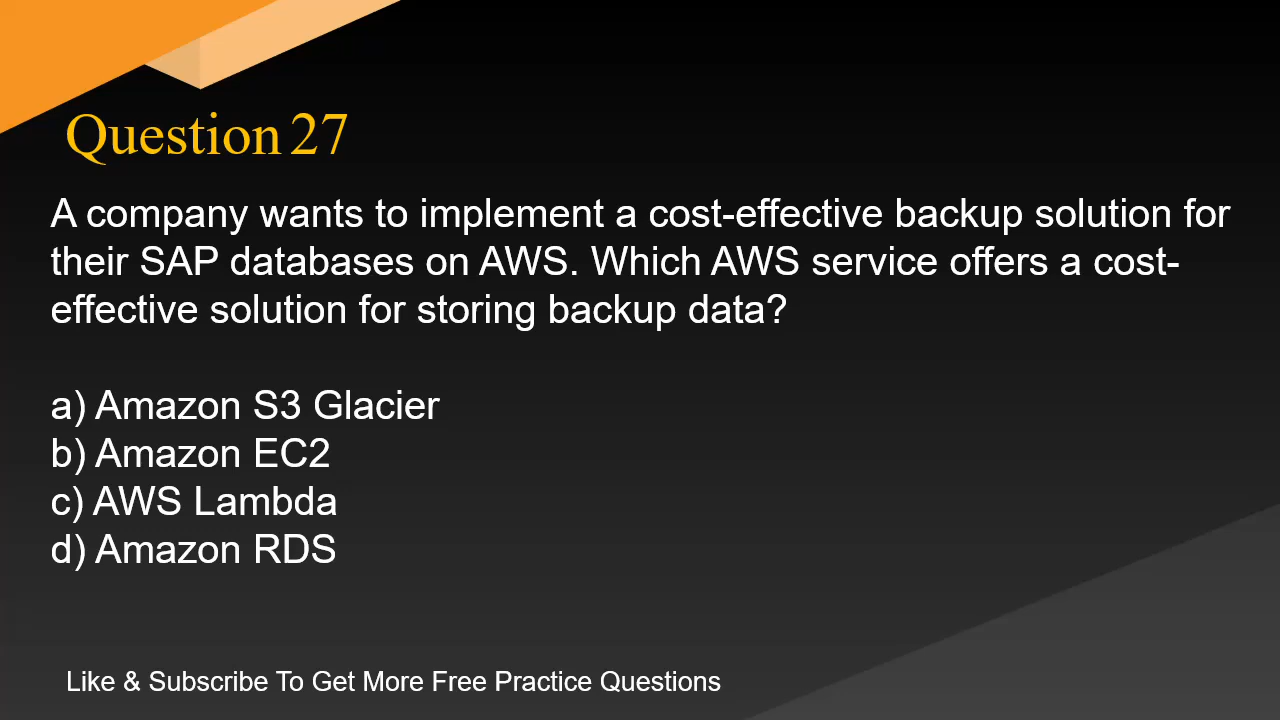 Question 27
A company wants to implement a cost-effective backup solution for
their SAP databases on AWS. Which AWS service offers a cost-
effective solution for storing backup data?
a) Amazon S3 Glacier
b) Amazon EC2
c) AWS Lambda
d) Amazon RDS
Like & Subscribe To Get More Free Practice Questions